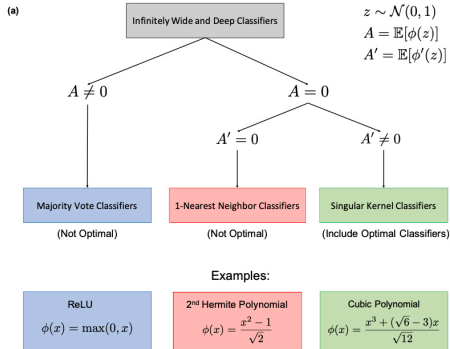 (a)
Infinitely Wide and Deep Classifiers
z ∼ 𝒩(0, 1)
A = 𝔼[ϕ(z)]
A′ = 𝔼[ϕ′(z)]
A ≠ 0
A = 0
A′ = 0
A′ ≠ 0
Majority Vote Classifiers
1-Nearest Neighbor Classifiers
Singular Kernel Classifiers
(Not Optimal)
(Not Optimal)
(Include Optimal Classifiers)
Examples:
ReLU
ϕ(x) = max(0, x)
2nd Hermite Polynomial
ϕ(x) = (x² − 1)/√2
Cubic Polynomial
ϕ(x) = (x³ + (√6 − 3)x)/√12